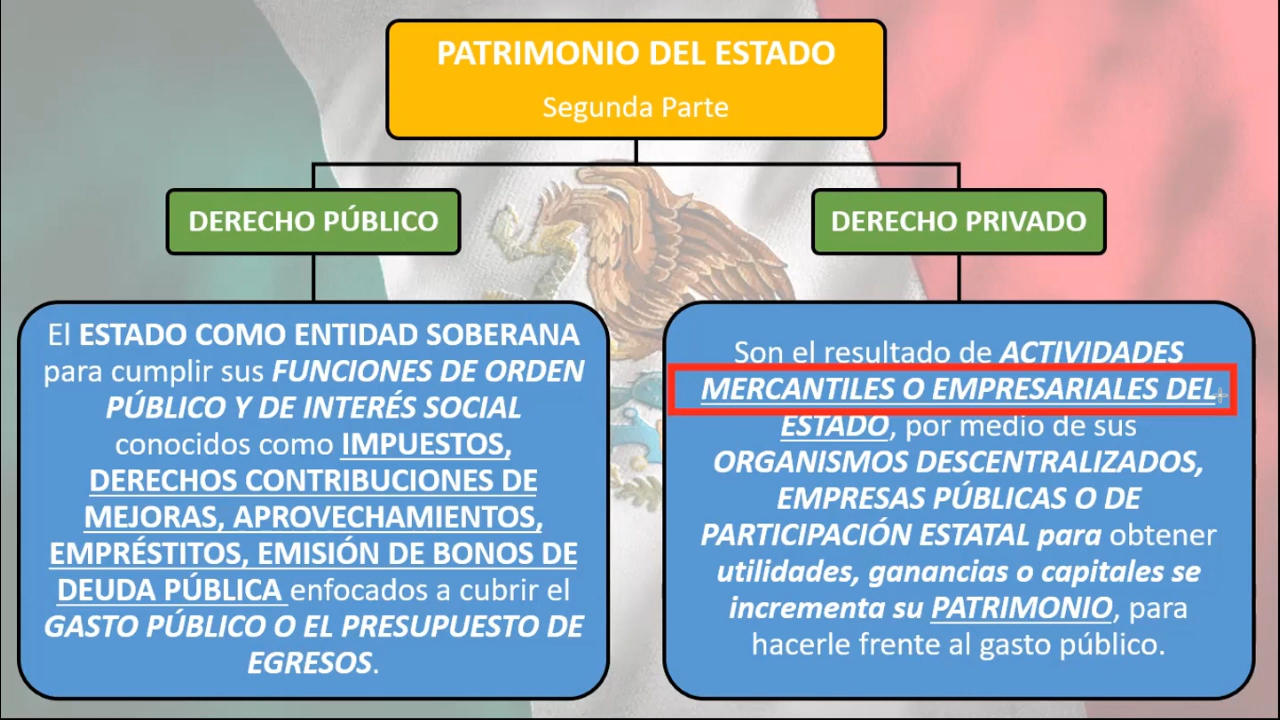 PATRIMONIO DEL ESTADO
Segunda Parte
DERECHO PÚBLICO
El ESTADO COMO ENTIDAD SOBERANA
para cumplir sus FUNCIONES DE ORDEN
PÚBLICO Y DE INTERÉS SOCIAL
conocidos como IMPUESTOS,
DERECHOS CONTRIBUCIONES DE
MEJORAS, APROVECHAMIENTOS,
EMPRÉSTITOS, EMISIÓN DE BONOS DE
DEUDA PÚBLICA enfocados a cubrir el
GASTO PÚBLICO O EL PRESUPUESTO DE
EGRESOS.
DERECHO PRIVADO
Son el resultado de ACTIVIDADES
MERCANTILES O EMPRESARIALES DEL
ESTADO, por medio de sus
ORGANISMOS DESCENTRALIZADOS,
EMPRESAS PÚBLICAS O DE
PARTICIPACIÓN ESTATAL para obtener
utilidades, ganancias o capitales se
incrementa su PATRIMONIO, para
hacerle frente al gasto público.